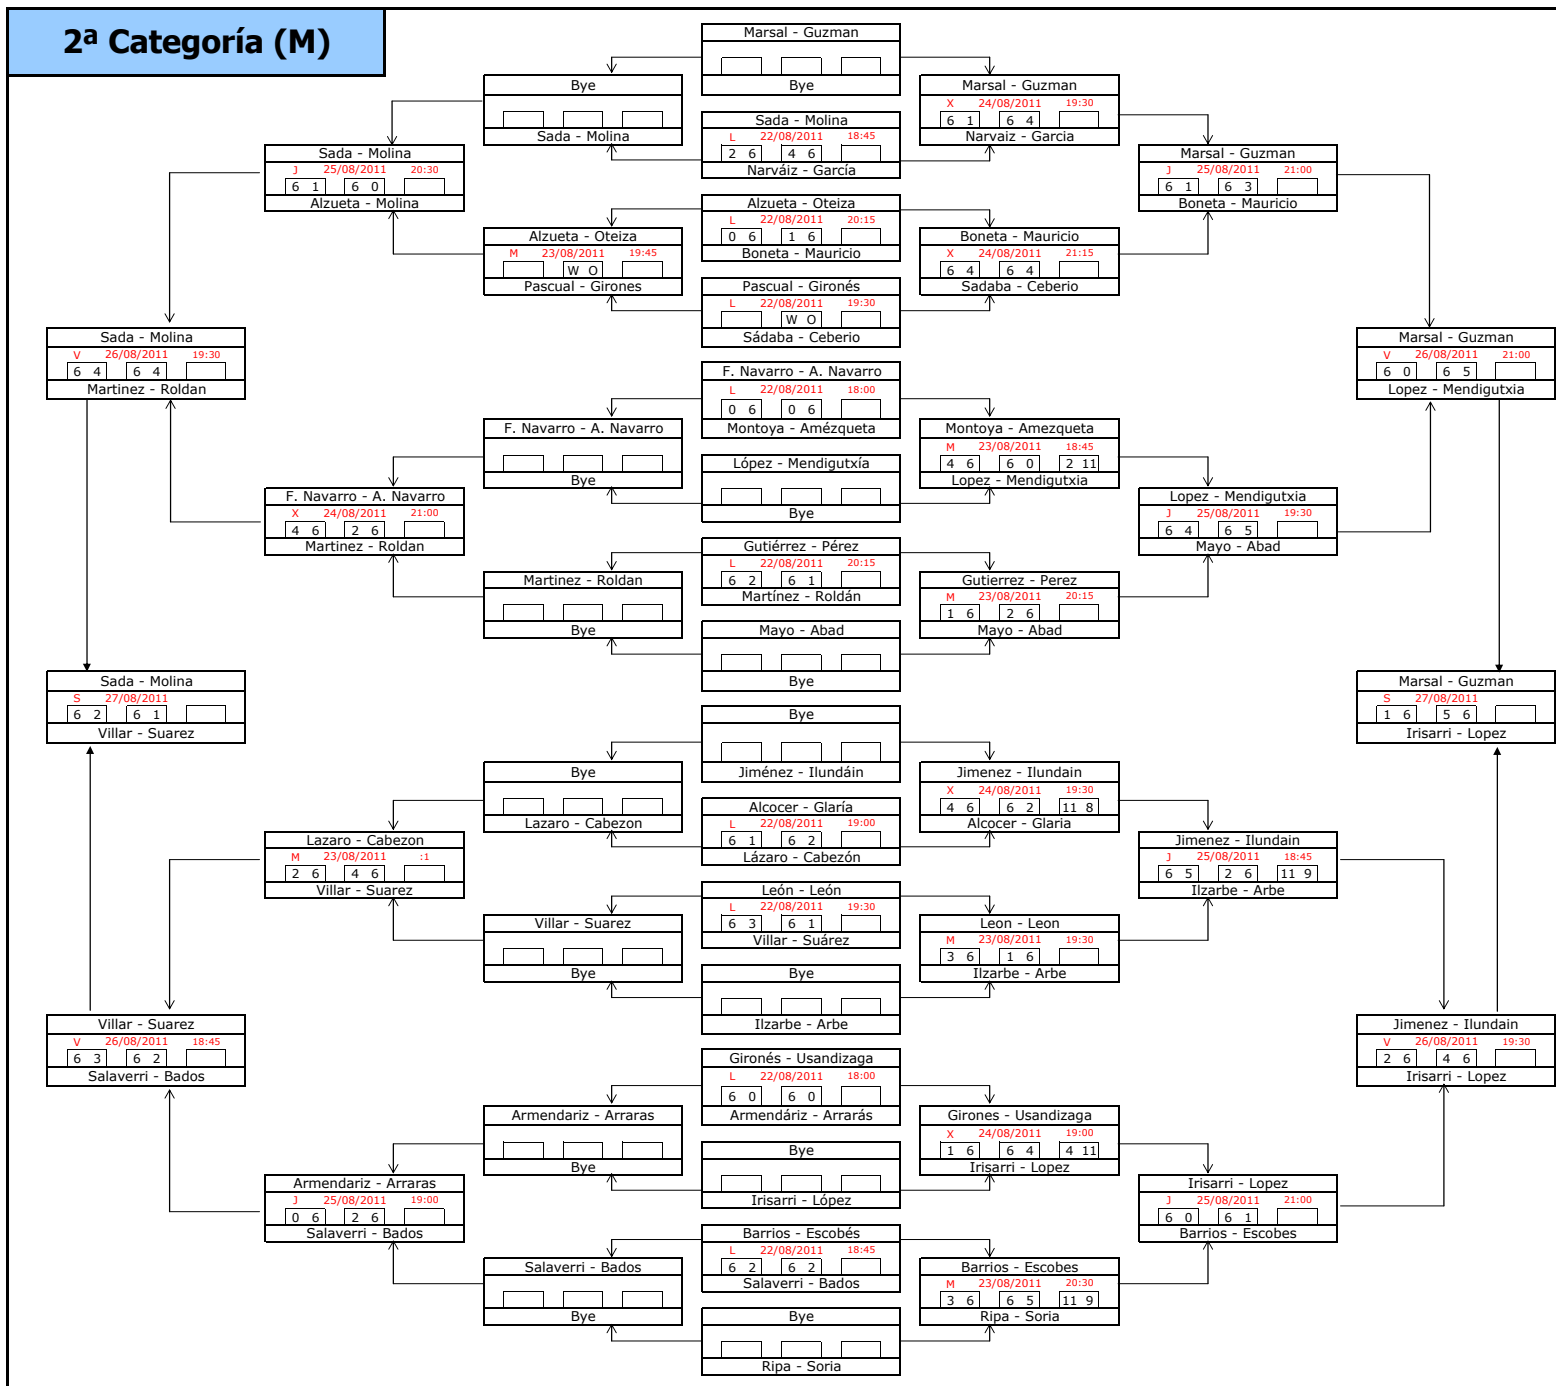 2ª Categoría (M)
Marsal - Guzman
Bye
Bye
Sada - Molina
Marsal - Guzman
X 24/08/2011 19:30
6 1 6 4
Narvaiz - Garcia
Sada - Molina
L 22/08/2011 18:45
2 6 4 6
Narváiz - García
Sada - Molina
J 25/08/2011 20:30
6 1 6 0
Alzueta - Molina
Marsal - Guzman
J 25/08/2011 21:00
6 1 6 3
Boneta - Mauricio
Alzueta - Oteiza
L 22/08/2011 20:15
0 6 1 6
Boneta - Mauricio
Alzueta - Oteiza
M 23/08/2011 19:45
W O
Pascual - Girones
Boneta - Mauricio
X 24/08/2011 21:15
6 4 6 4
Sadaba - Ceberio
Pascual - Gironés
L 22/08/2011 19:30
W O
Sádaba - Ceberio
Sada - Molina
V 26/08/2011 19:30
6 4 6 4
Martinez - Roldan
Marsal - Guzman
V 26/08/2011 21:00
6 0 6 5
Lopez - Mendigutxia
F. Navarro - A. Navarro
L 22/08/2011 18:00
0 6 0 6
Montoya - Amézqueta
F. Navarro - A. Navarro
Bye
Montoya - Amezqueta
M 23/08/2011 18:45
4 6 6 0 2 11
Lopez - Mendigutxia
López - Mendigutxía
Bye
F. Navarro - A. Navarro
X 24/08/2011 21:00
4 6 2 6
Martinez - Roldan
Lopez - Mendigutxia
J 25/08/2011 19:30
6 4 6 5
Mayo - Abad
Gutiérrez - Pérez
L 22/08/2011 20:15
6 2 6 1
Martínez - Roldán
Martinez - Roldan
Bye
Gutierrez - Perez
M 23/08/2011 20:15
1 6 2 6
Mayo - Abad
Mayo - Abad
Bye
Sada - Molina
S 27/08/2011
6 2 6 1
Villar - Suarez
Marsal - Guzman
S 27/08/2011
1 6 5 6
Irisarri - Lopez
Bye
Jiménez - Ilundáin
Bye
Lazaro - Cabezon
Jimenez - Ilundain
X 24/08/2011 19:30
4 6 6 2 11 8
Alcocer - Glaria
Alcocer - Glaría
L 22/08/2011 19:00
6 1 6 2
Lázaro - Cabezón
Lazaro - Cabezon
M 23/08/2011 :1
2 6 4 6
Villar - Suarez
Jimenez - Ilundain
J 25/08/2011 18:45
6 5 2 6 11 9
Ilzarbe - Arbe
León - León
L 22/08/2011 19:30
6 3 6 1
Villar - Suárez
Villar - Suarez
Bye
Leon - Leon
M 23/08/2011 19:30
3 6 1 6
Ilzarbe - Arbe
Bye
Ilzarbe - Arbe
Villar - Suarez
V 26/08/2011 18:45
6 3 6 2
Salaverri - Bados
Jimenez - Ilundain
V 26/08/2011 19:30
2 6 4 6
Irisarri - Lopez
Gironés - Usandizaga
L 22/08/2011 18:00
6 0 6 0
Armendáriz - Arrarás
Armendariz - Arraras
Bye
Girones - Usandizaga
X 24/08/2011 19:00
1 6 6 4 4 11
Irisarri - Lopez
Bye
Irisarri - López
Armendariz - Arraras
J 25/08/2011 19:00
0 6 2 6
Salaverri - Bados
Irisarri - Lopez
J 25/08/2011 21:00
6 0 6 1
Barrios - Escobes
Barrios - Escobés
L 22/08/2011 18:45
6 2 6 2
Salaverri - Bados
Salaverri - Bados
Bye
Barrios - Escobes
M 23/08/2011 20:30
3 6 6 5 11 9
Ripa - Soria
Bye
Ripa - Soria